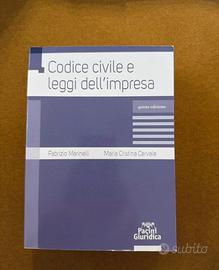 Codice civile e
leggi dell'impresa
quinta edizione
Fabrizio Marinelli
Maria Cristina Cervale
Pacini
Giuridica
subito